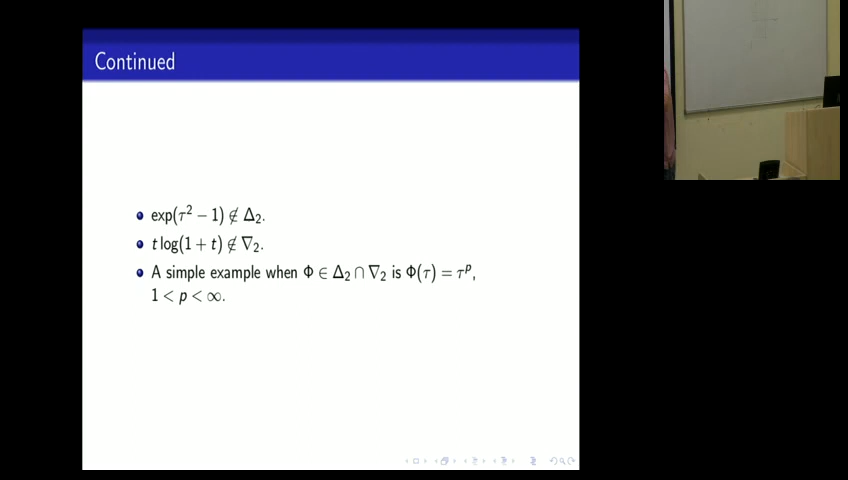 Continued
exp(τ² − 1) ∉ Δ₂.
t log(1 + t) ∉ ∇₂.
A simple example when Φ ∈ Δ₂ ∩ ∇₂ is Φ(τ) = τᵖ,
1 < p < ∞.